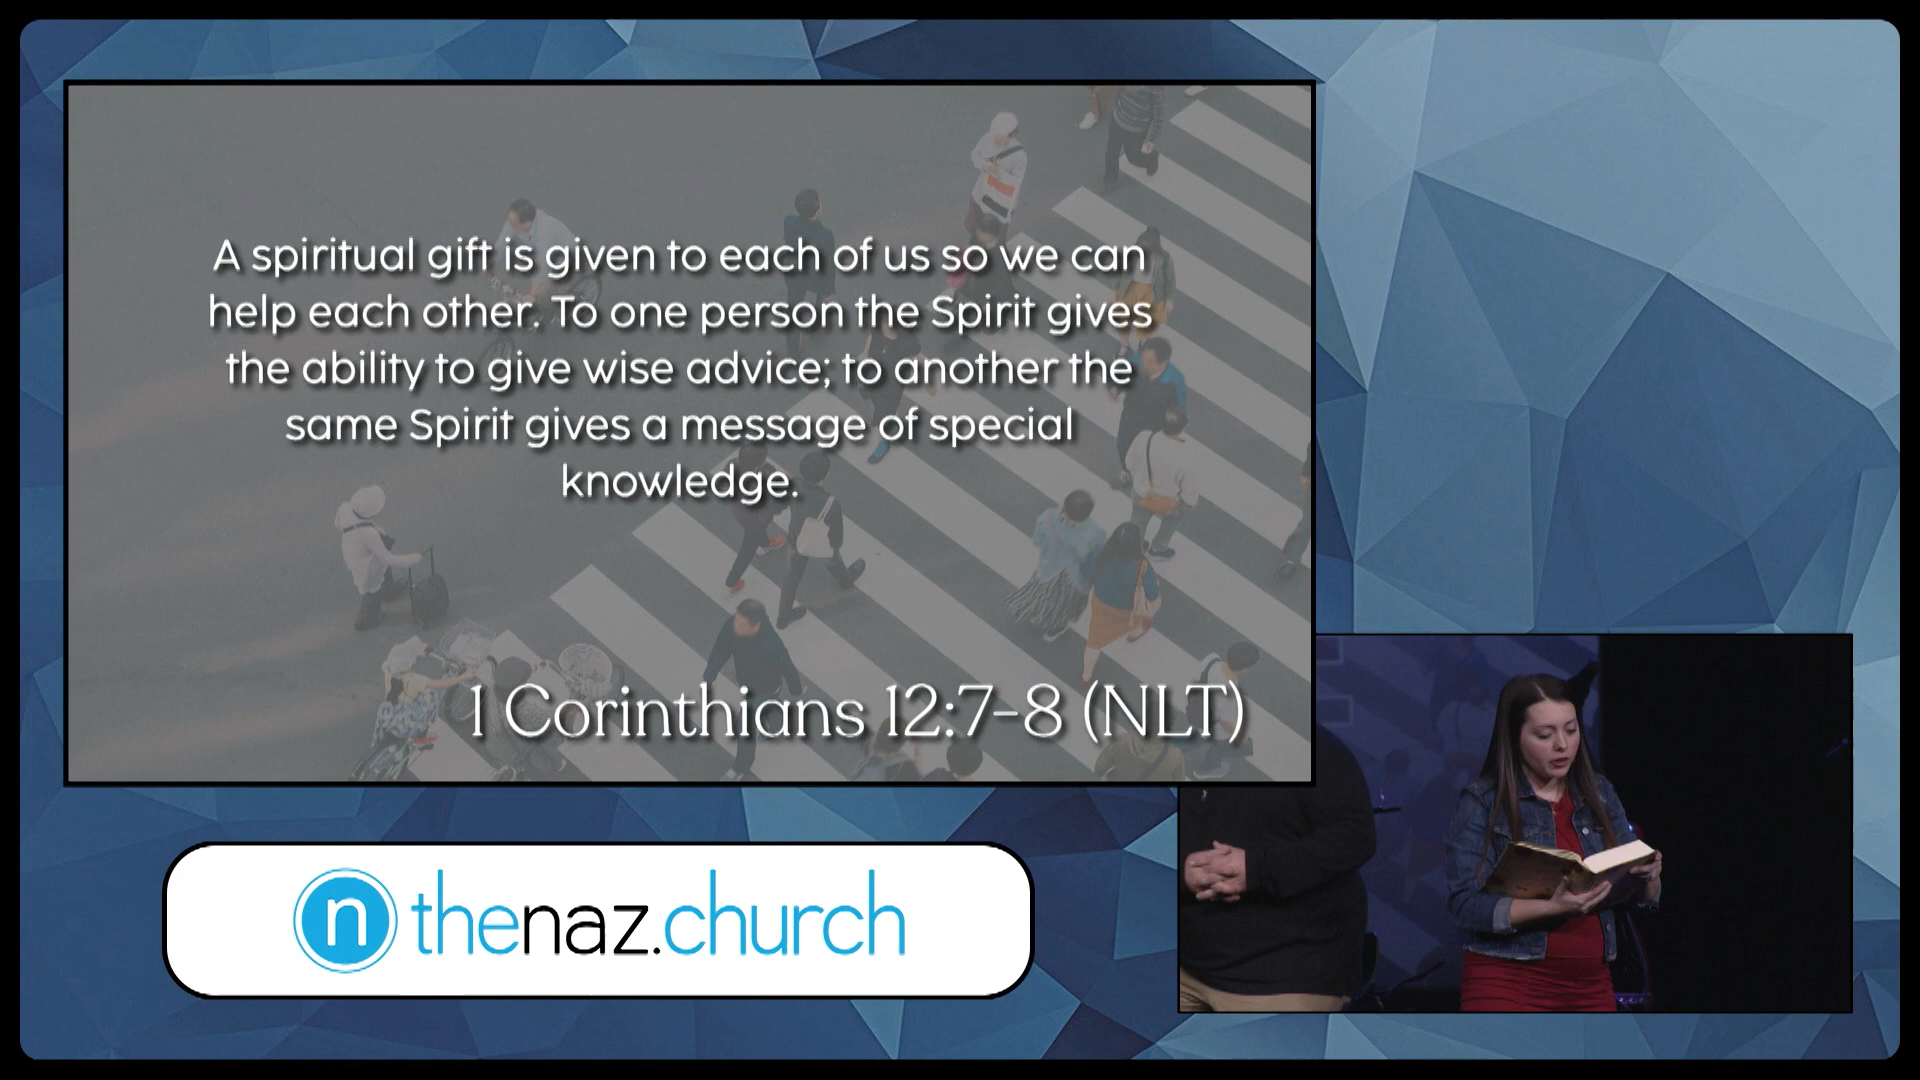 A spiritual gift is given to each of us so we can
help each other. To one person the Spirit gives
the ability to give wise advice; to another the
same Spirit gives a message of special
knowledge.
1 Corinthians 12:7-8 (NLT)
n thenaz.church